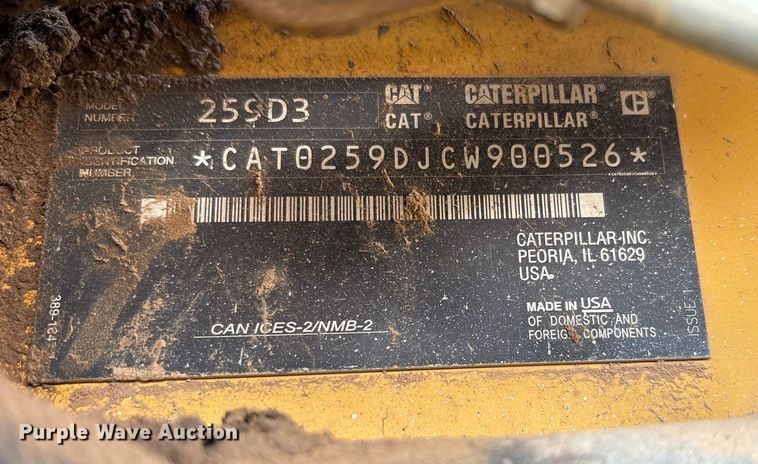 MODEL
NUMBER 259D3 CAT CATERPILLAR
CAT® CATERPILLAR®
PRODUCT
IDENTIFICATION
NUMBER *CAT0259DJCW900526*
CATERPILLAR INC.
PEORIA, IL 61629
USA
MADE IN USA
OF DOMESTIC AND
FOREIGN COMPONENTS
CAN ICES-2/NMB-2
ISSUE 1
Purple Wave Auction